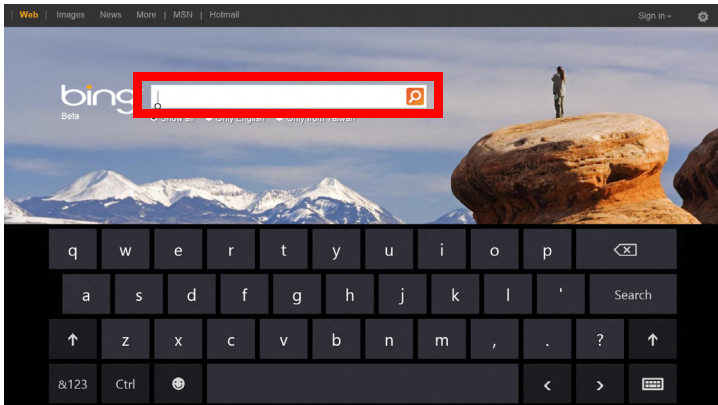 Web | Images News More | MSN | Hotmail Sign in
bing
Beta
Show all Only English Only from Taiwan
q w e r t y u i o p
a s d f g h j k l ' Search
z x c v b n m , . ?
&123 Ctrl < >